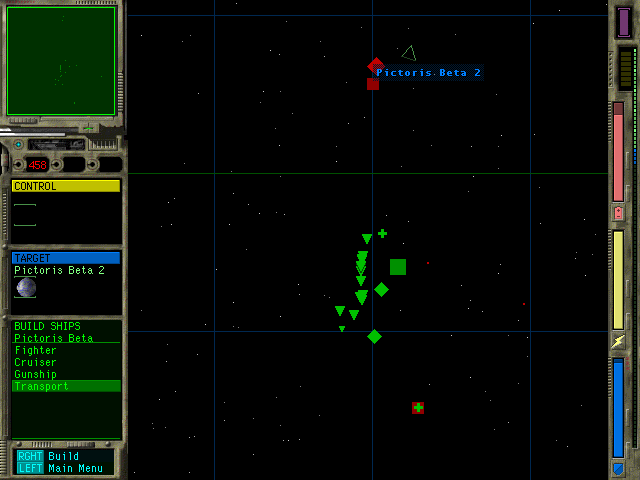 458
CONTROL
TARGET
Pictoris Beta 2
BUILD SHIPS
Pictoris Beta
Fighter
Cruiser
Gunship
Transport
RGHT Build
LEFT Main Menu
Pictoris Beta 2